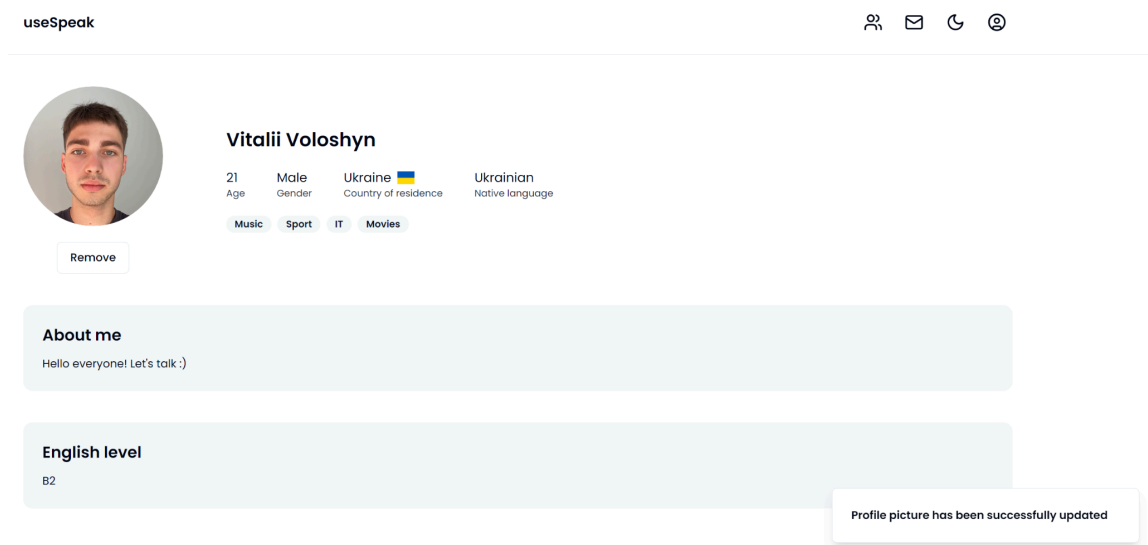 useSpeak
Vitalii Voloshyn
21 Male Ukraine Ukrainian
Age Gender Country of residence Native language
Music Sport IT Movies
Remove
About me
Hello everyone! Let's talk :)
English level
B2
Profile picture has been successfully updated